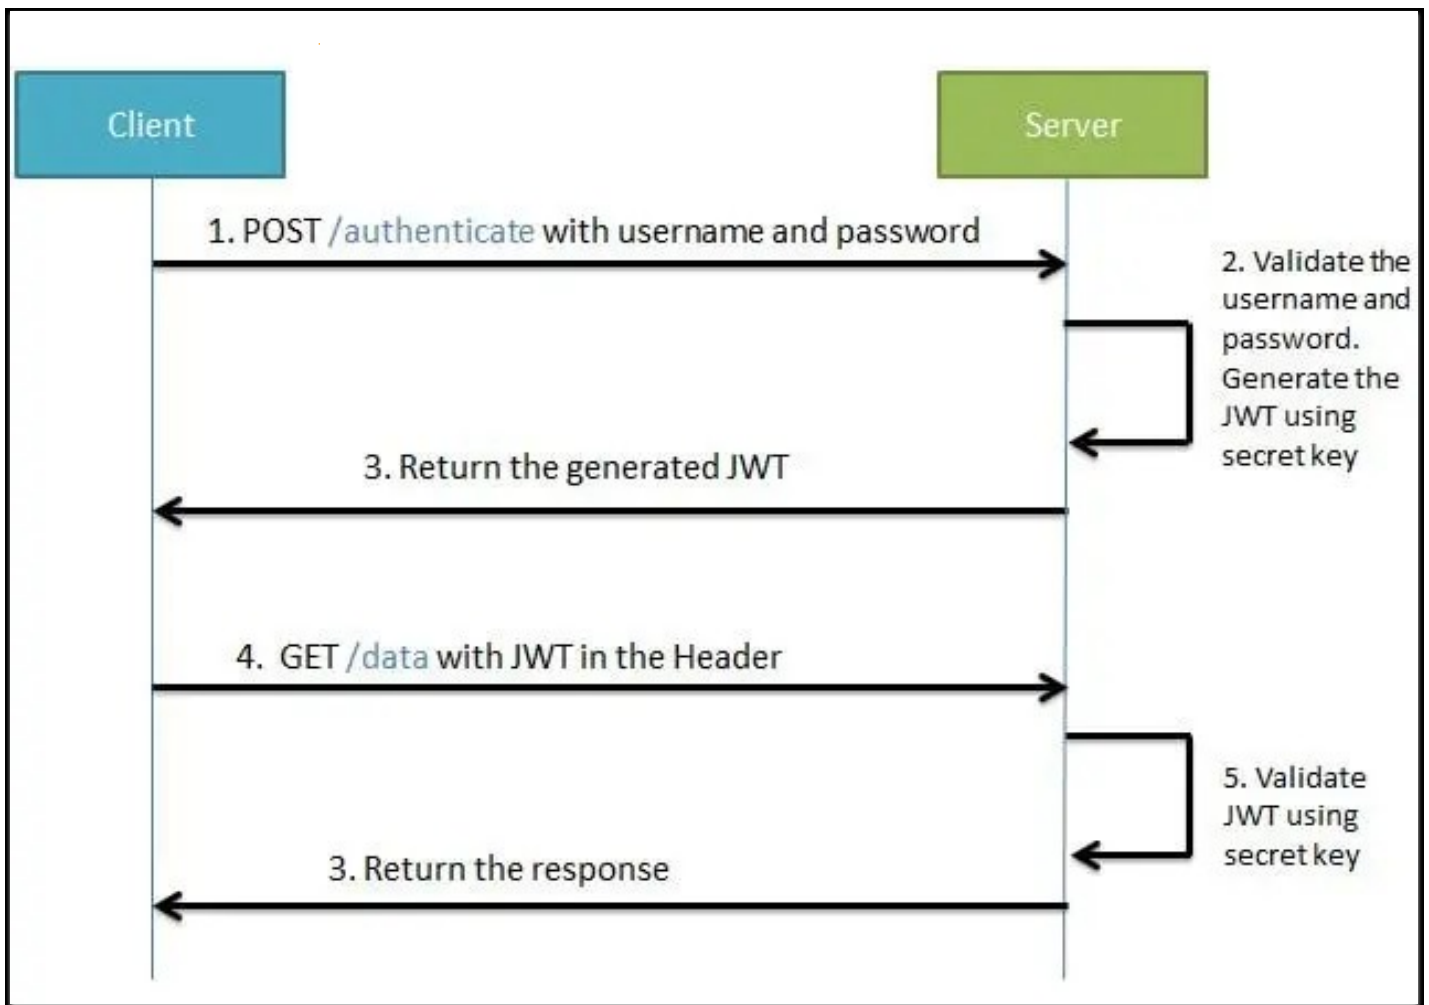 Client
Server
1. POST /authenticate with username and password
2. Validate the
username and
password.
Generate the
JWT using
secret key
3. Return the generated JWT
4. GET /data with JWT in the Header
5. Validate
JWT using
secret key
3. Return the response